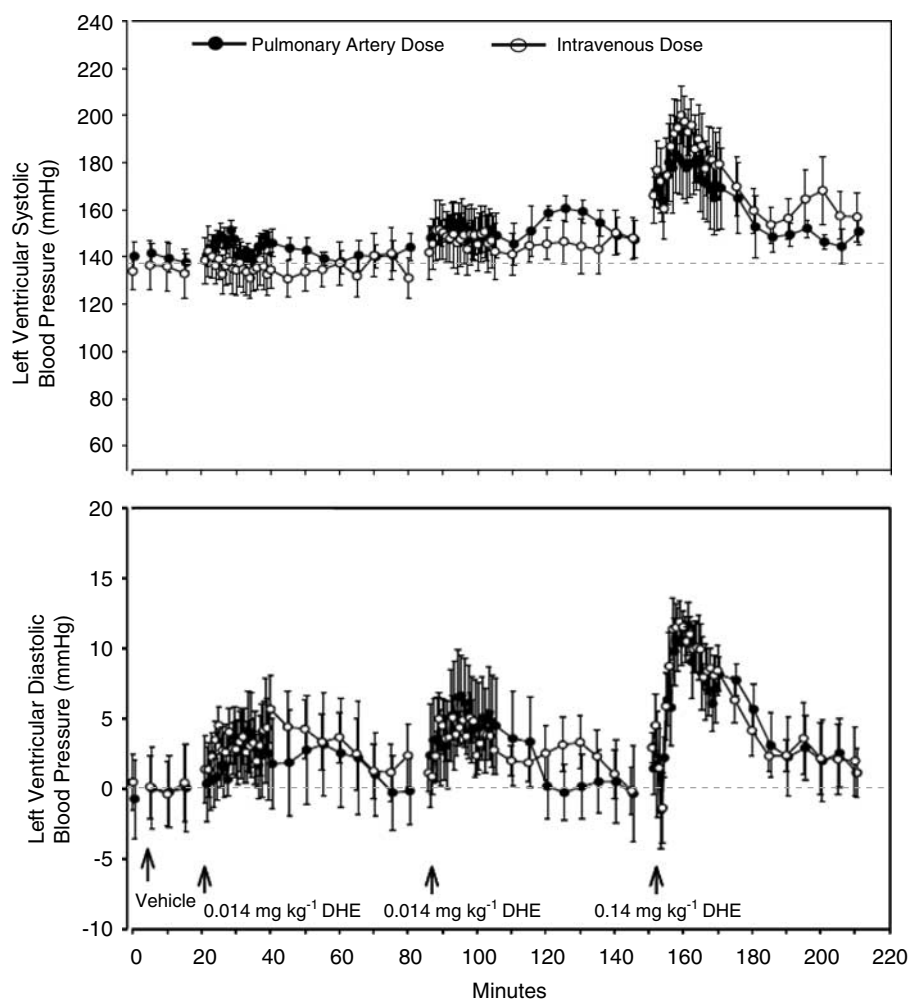 Pulmonary Artery Dose
Intravenous Dose
240
220
200
180
160
140
120
100
80
60
Left Ventricular Systolic
Blood Pressure (mmHg)
20
15
10
5
0
-5
-10
Left Ventricular Diastolic
Blood Pressure (mmHg)
Vehicle
0.014 mg kg⁻¹ DHE
0.014 mg kg⁻¹ DHE
0.14 mg kg⁻¹ DHE
0 20 40 60 80 100 120 140 160 180 200 220
Minutes